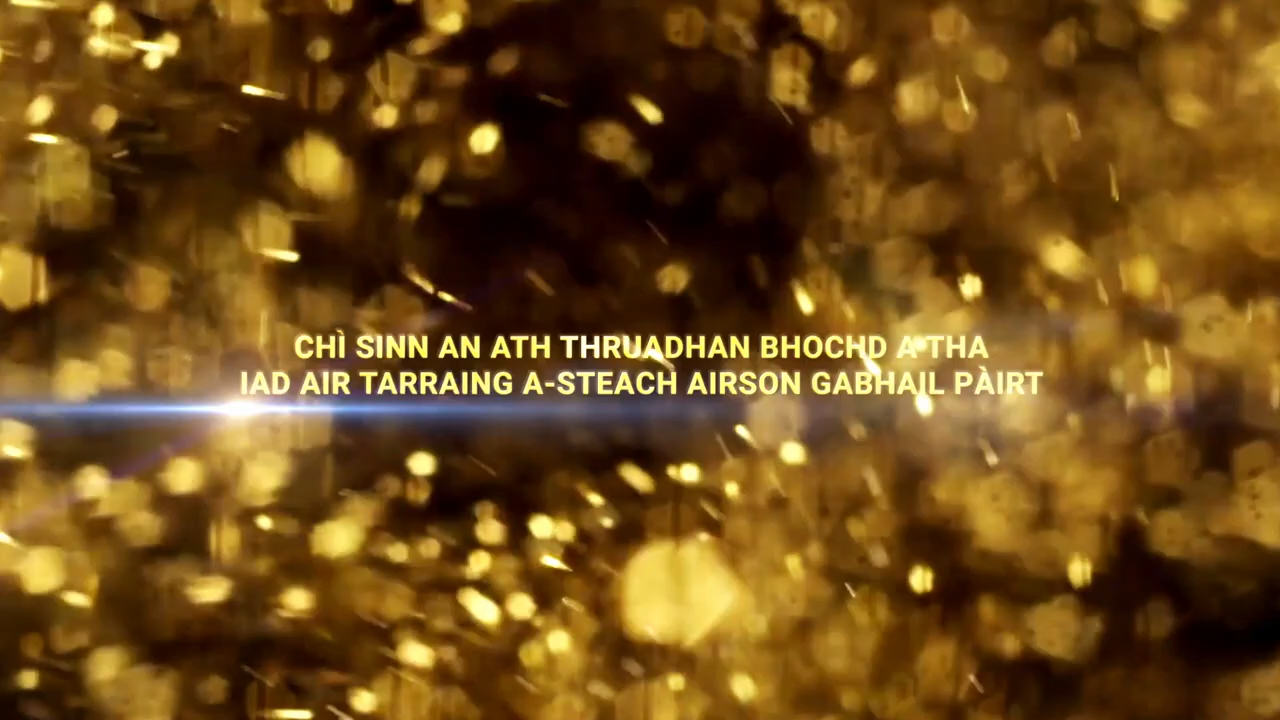 CHÌ SINN AN ATH THRUADHAN BHOCHD A THA
IAD AIR TARRAING A-STEACH AIRSON GABHAIL PÀIRT